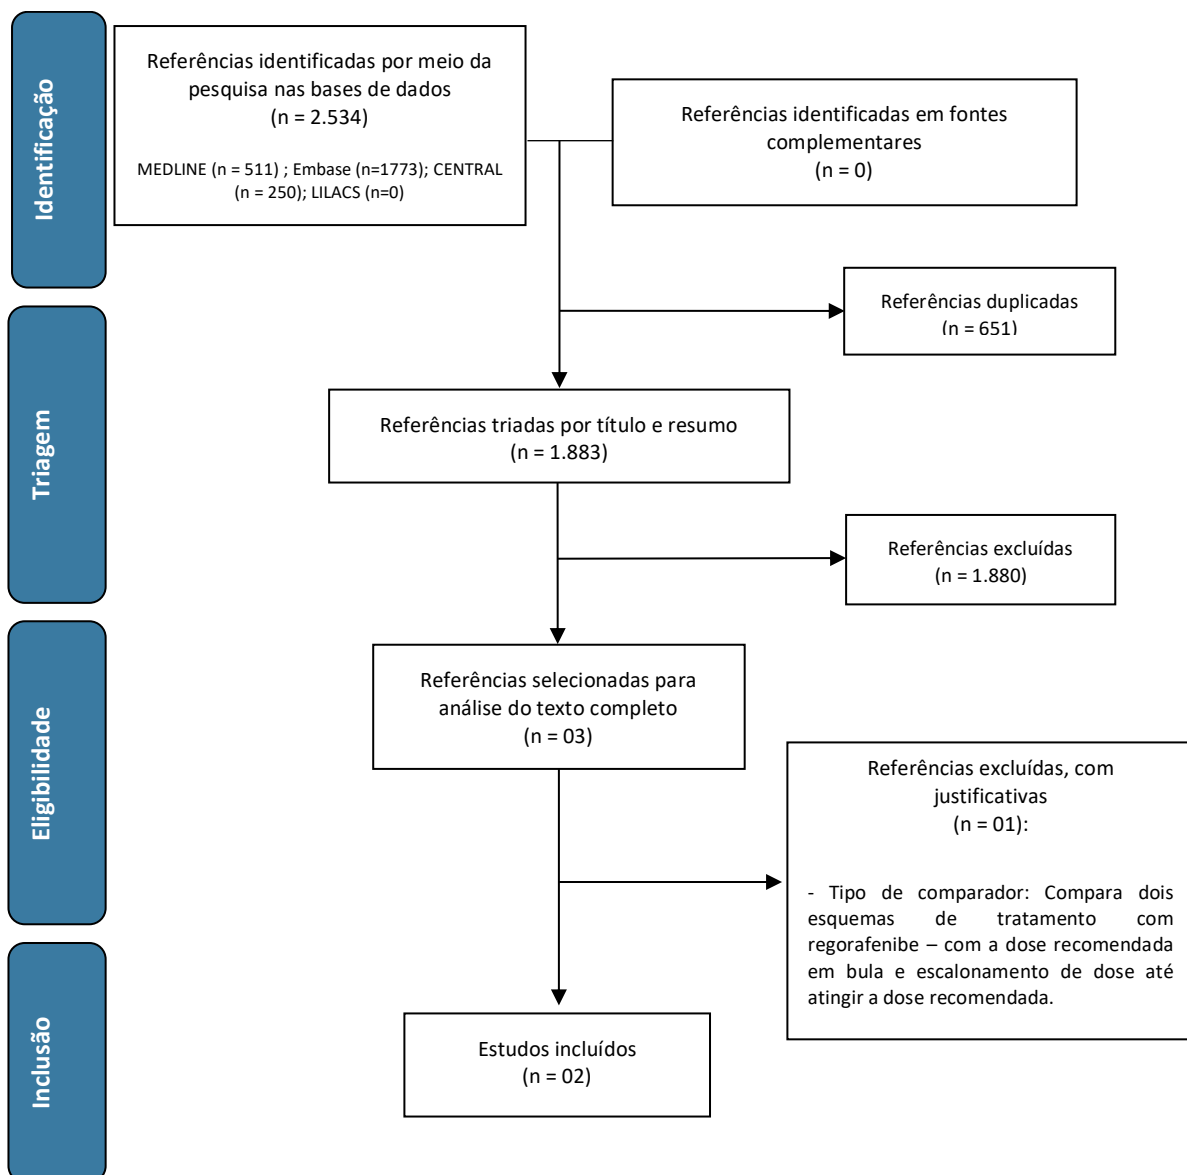 Identificação
Referências identificadas por meio da
pesquisa nas bases de dados
(n = 2.534)
MEDLINE (n = 511) ; Embase (n=1773); CENTRAL
(n = 250); LILACS (n=0)
Referências identificadas em fontes
complementares
(n = 0)
Referências duplicadas
(n = 651)
Triagem
Referências triadas por título e resumo
(n = 1.883)
Referências excluídas
(n = 1.880)
Eligibilidade
Referências selecionadas para
análise do texto completo
(n = 03)
Referências excluídas, com
justificativas
(n = 01):
- Tipo de comparador: Compara dois
esquemas de tratamento com
regorafenibe – com a dose recomendada
em bula e escalonamento de dose até
atingir a dose recomendada.
Inclusão
Estudos incluídos
(n = 02)